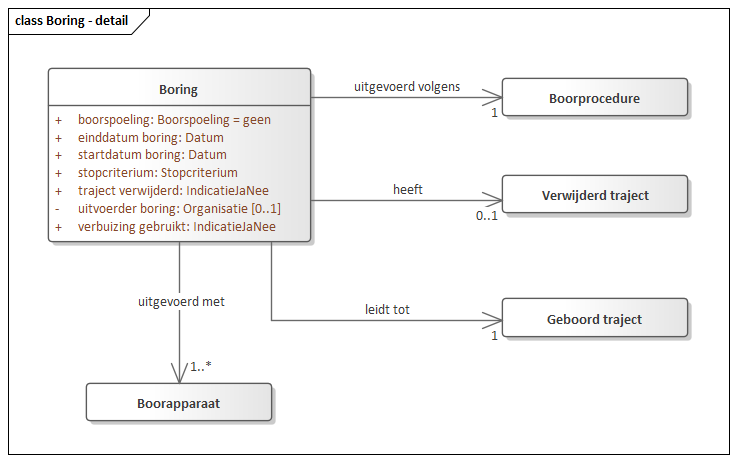 class Boring - detail
Boring
+ boorspoeling: Boorspoeling = geen
+ einddatum boring: Datum
+ startdatum boring: Datum
+ stopcriterium: Stopcriterium
+ traject verwijderd: IndicatieJaNee
- uitvoerder boring: Organisatie [0..1]
+ verbuizing gebruikt: IndicatieJaNee
uitgevoerd volgens
1
Boorprocedure
heeft
0..1
Verwijderd traject
leidt tot
1
Geboord traject
uitgevoerd met
1..*
Boorapparaat